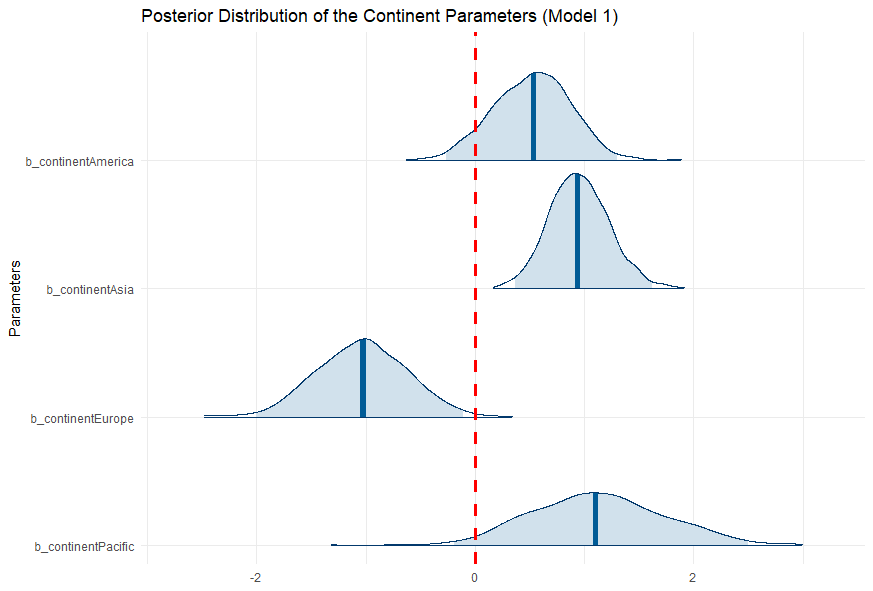 Posterior Distribution of the Continent Parameters (Model 1)
Parameters
b_continentAmerica
b_continentAsia
b_continentEurope
b_continentPacific
-2
0
2